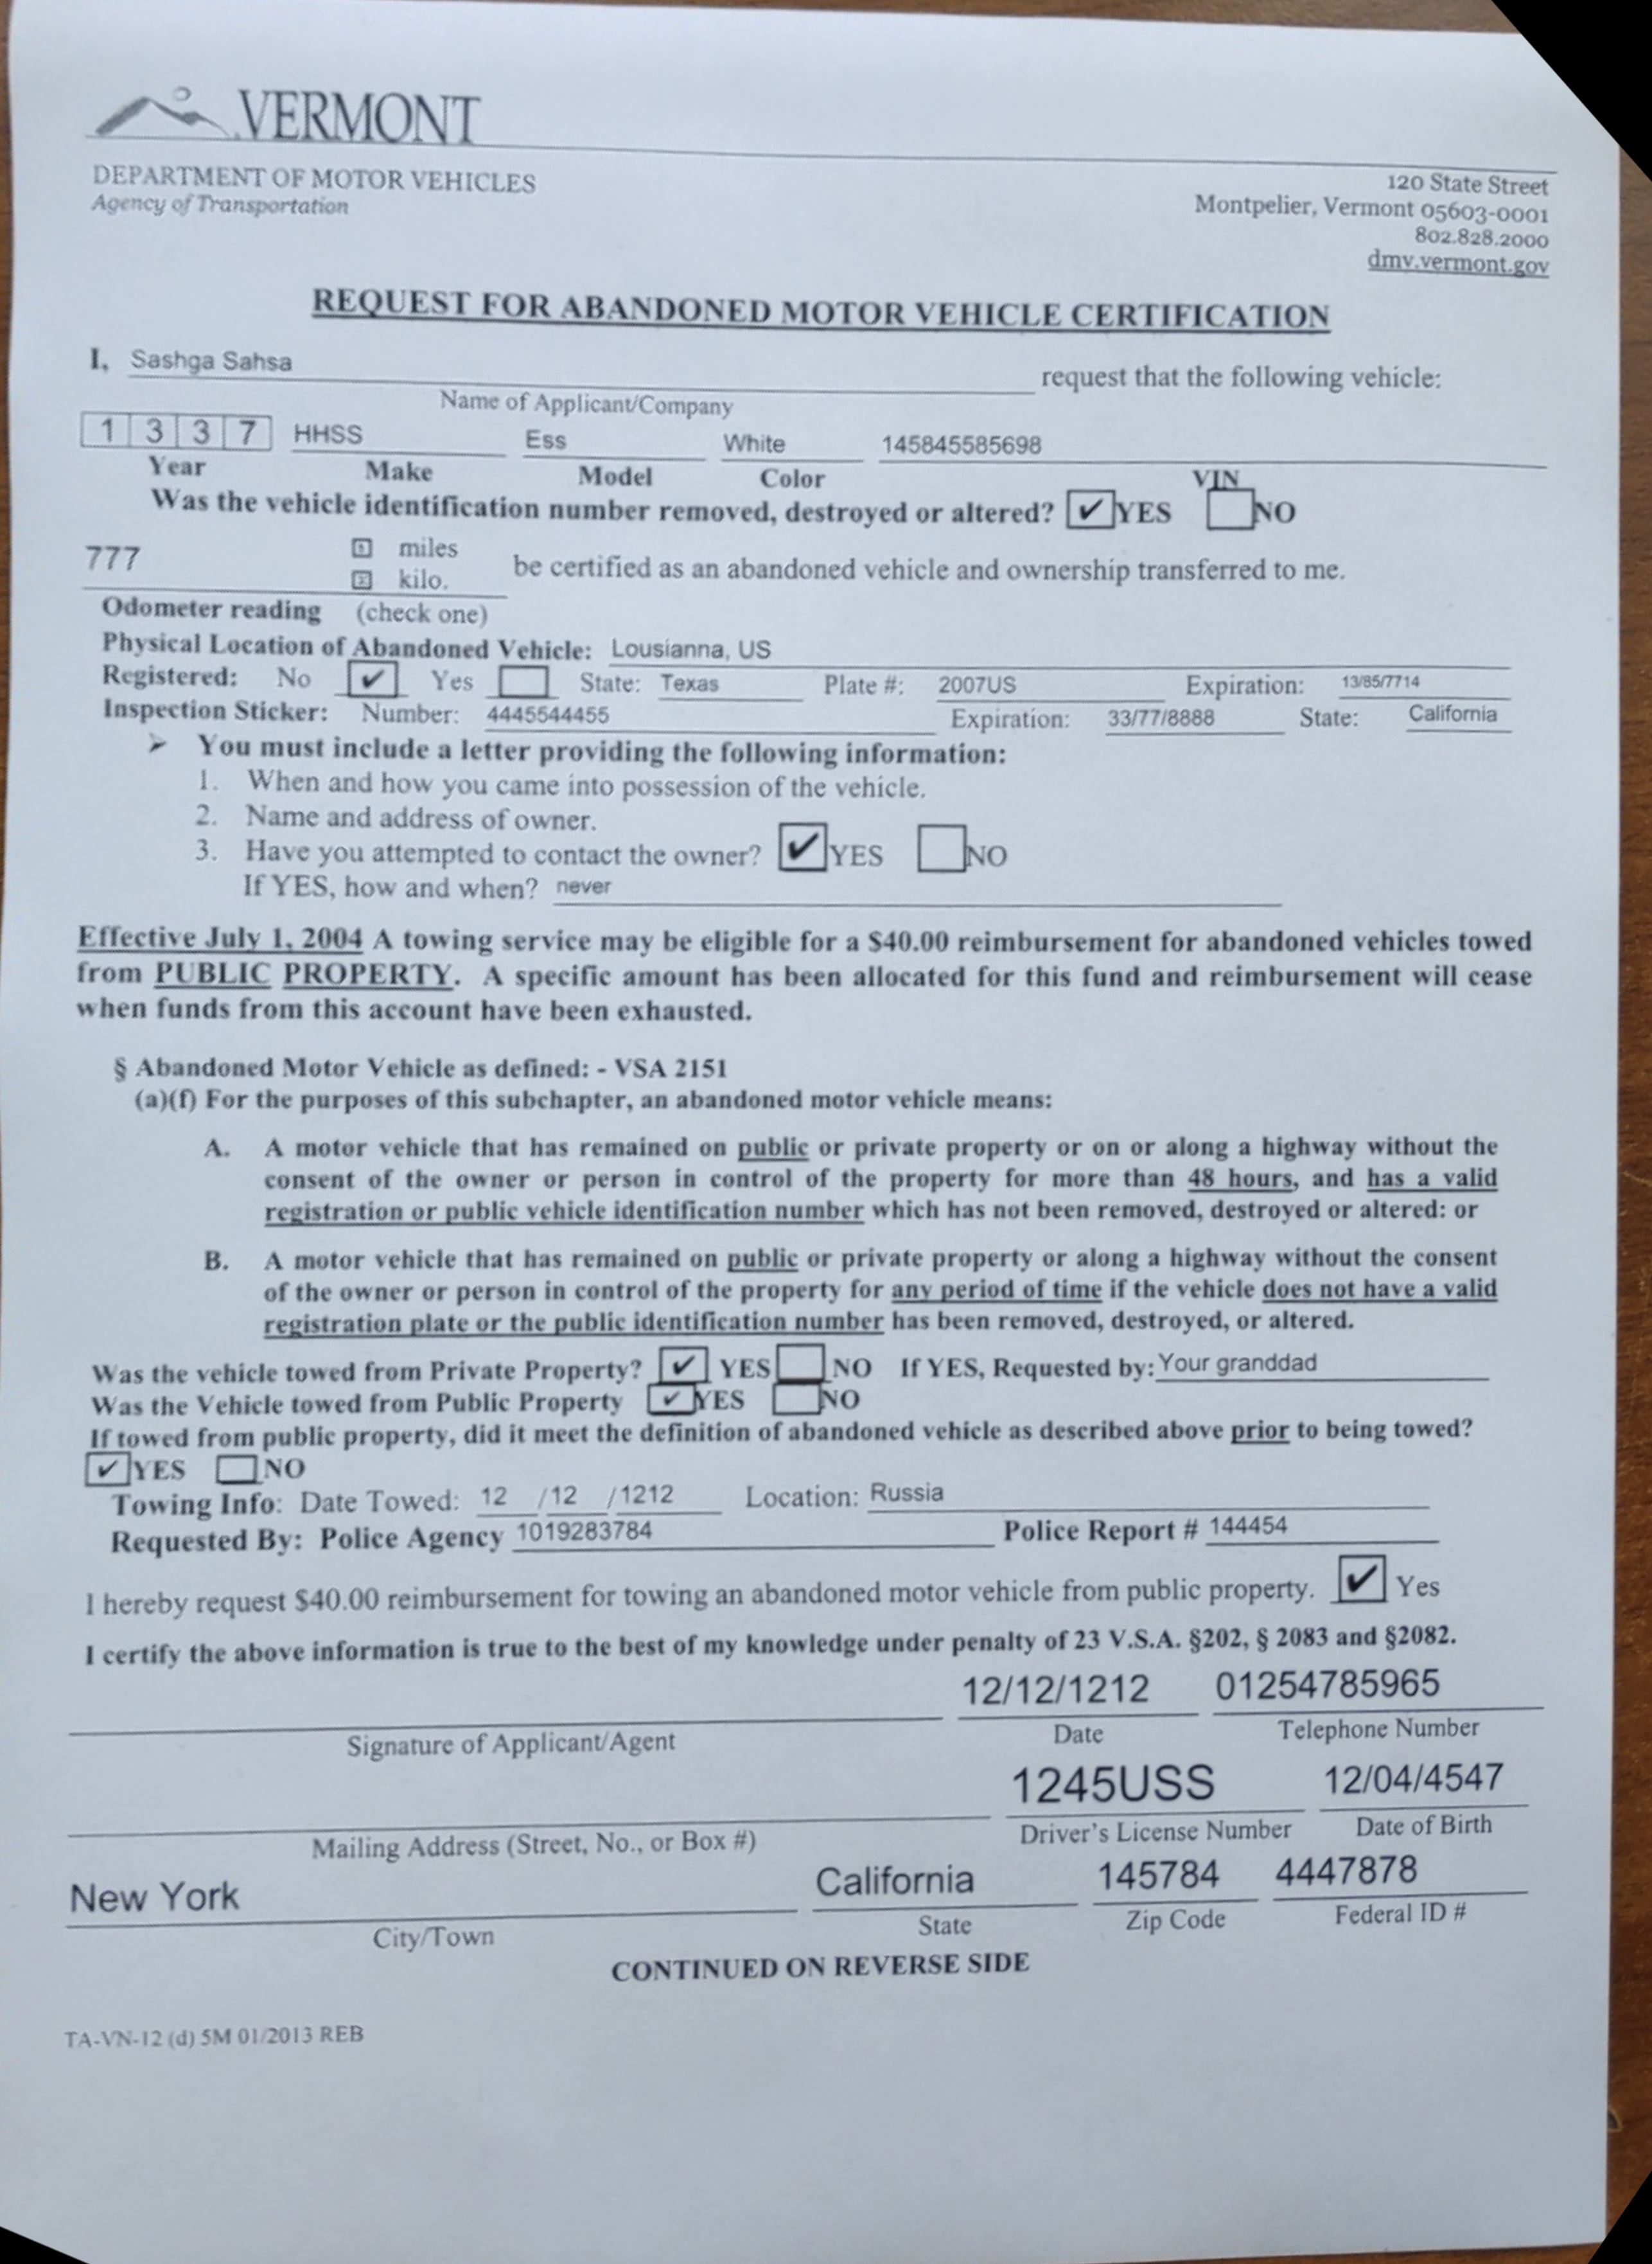 VERMONT
DEPARTMENT OF MOTOR VEHICLES
Agency of Transportation
120 State Street
Montpelier, Vermont 05603-0001
802.828.2000
dmv.vermont.gov
REQUEST FOR ABANDONED MOTOR VEHICLE CERTIFICATION
I, Sashga Sahsa request that the following vehicle:
Name of Applicant/Company
1 3 3 7 HHSS Ess White 145845585698
Year Make Model Color VIN
Was the vehicle identification number removed, destroyed or altered? ✔ YES NO
777 miles
kilo. be certified as an abandoned vehicle and ownership transferred to me.
Odometer reading (check one)
Physical Location of Abandoned Vehicle: Lousianna, US
Registered: No ✔ Yes State: Texas Plate #: 2007US Expiration: 13/85/7714
Inspection Sticker: Number: 4445544455 Expiration: 33/77/8888 State: California
➢ You must include a letter providing the following information:
1. When and how you came into possession of the vehicle.
2. Name and address of owner.
3. Have you attempted to contact the owner? ✔ YES NO
If YES, how and when? never
Effective July 1, 2004 A towing service may be eligible for a $40.00 reimbursement for abandoned vehicles towed
from PUBLIC PROPERTY. A specific amount has been allocated for this fund and reimbursement will cease
when funds from this account have been exhausted.
§ Abandoned Motor Vehicle as defined: - VSA 2151
(a)(f) For the purposes of this subchapter, an abandoned motor vehicle means:
A. A motor vehicle that has remained on public or private property or on or along a highway without the
consent of the owner or person in control of the property for more than 48 hours, and has a valid
registration or public vehicle identification number which has not been removed, destroyed or altered: or
B. A motor vehicle that has remained on public or private property or along a highway without the consent
of the owner or person in control of the property for any period of time if the vehicle does not have a valid
registration plate or the public identification number has been removed, destroyed, or altered.
Was the vehicle towed from Private Property? ✔ YES NO If YES, Requested by: Your granddad
Was the Vehicle towed from Public Property ✔ YES NO
If towed from public property, did it meet the definition of abandoned vehicle as described above prior to being towed?
✔ YES NO
Towing Info: Date Towed: 12 /12 /1212 Location: Russia
Requested By: Police Agency 1019283784 Police Report # 144454
I hereby request $40.00 reimbursement for towing an abandoned motor vehicle from public property. ✔ Yes
I certify the above information is true to the best of my knowledge under penalty of 23 V.S.A. §202, § 2083 and §2082.
12/12/1212 01254785965
Signature of Applicant/Agent Date Telephone Number
1245USS 12/04/4547
Mailing Address (Street, No., or Box #) Driver's License Number Date of Birth
New York California 145784 4447878
City/Town State Zip Code Federal ID #
CONTINUED ON REVERSE SIDE
TA-VN-12 (d) 5M 01/2013 REB